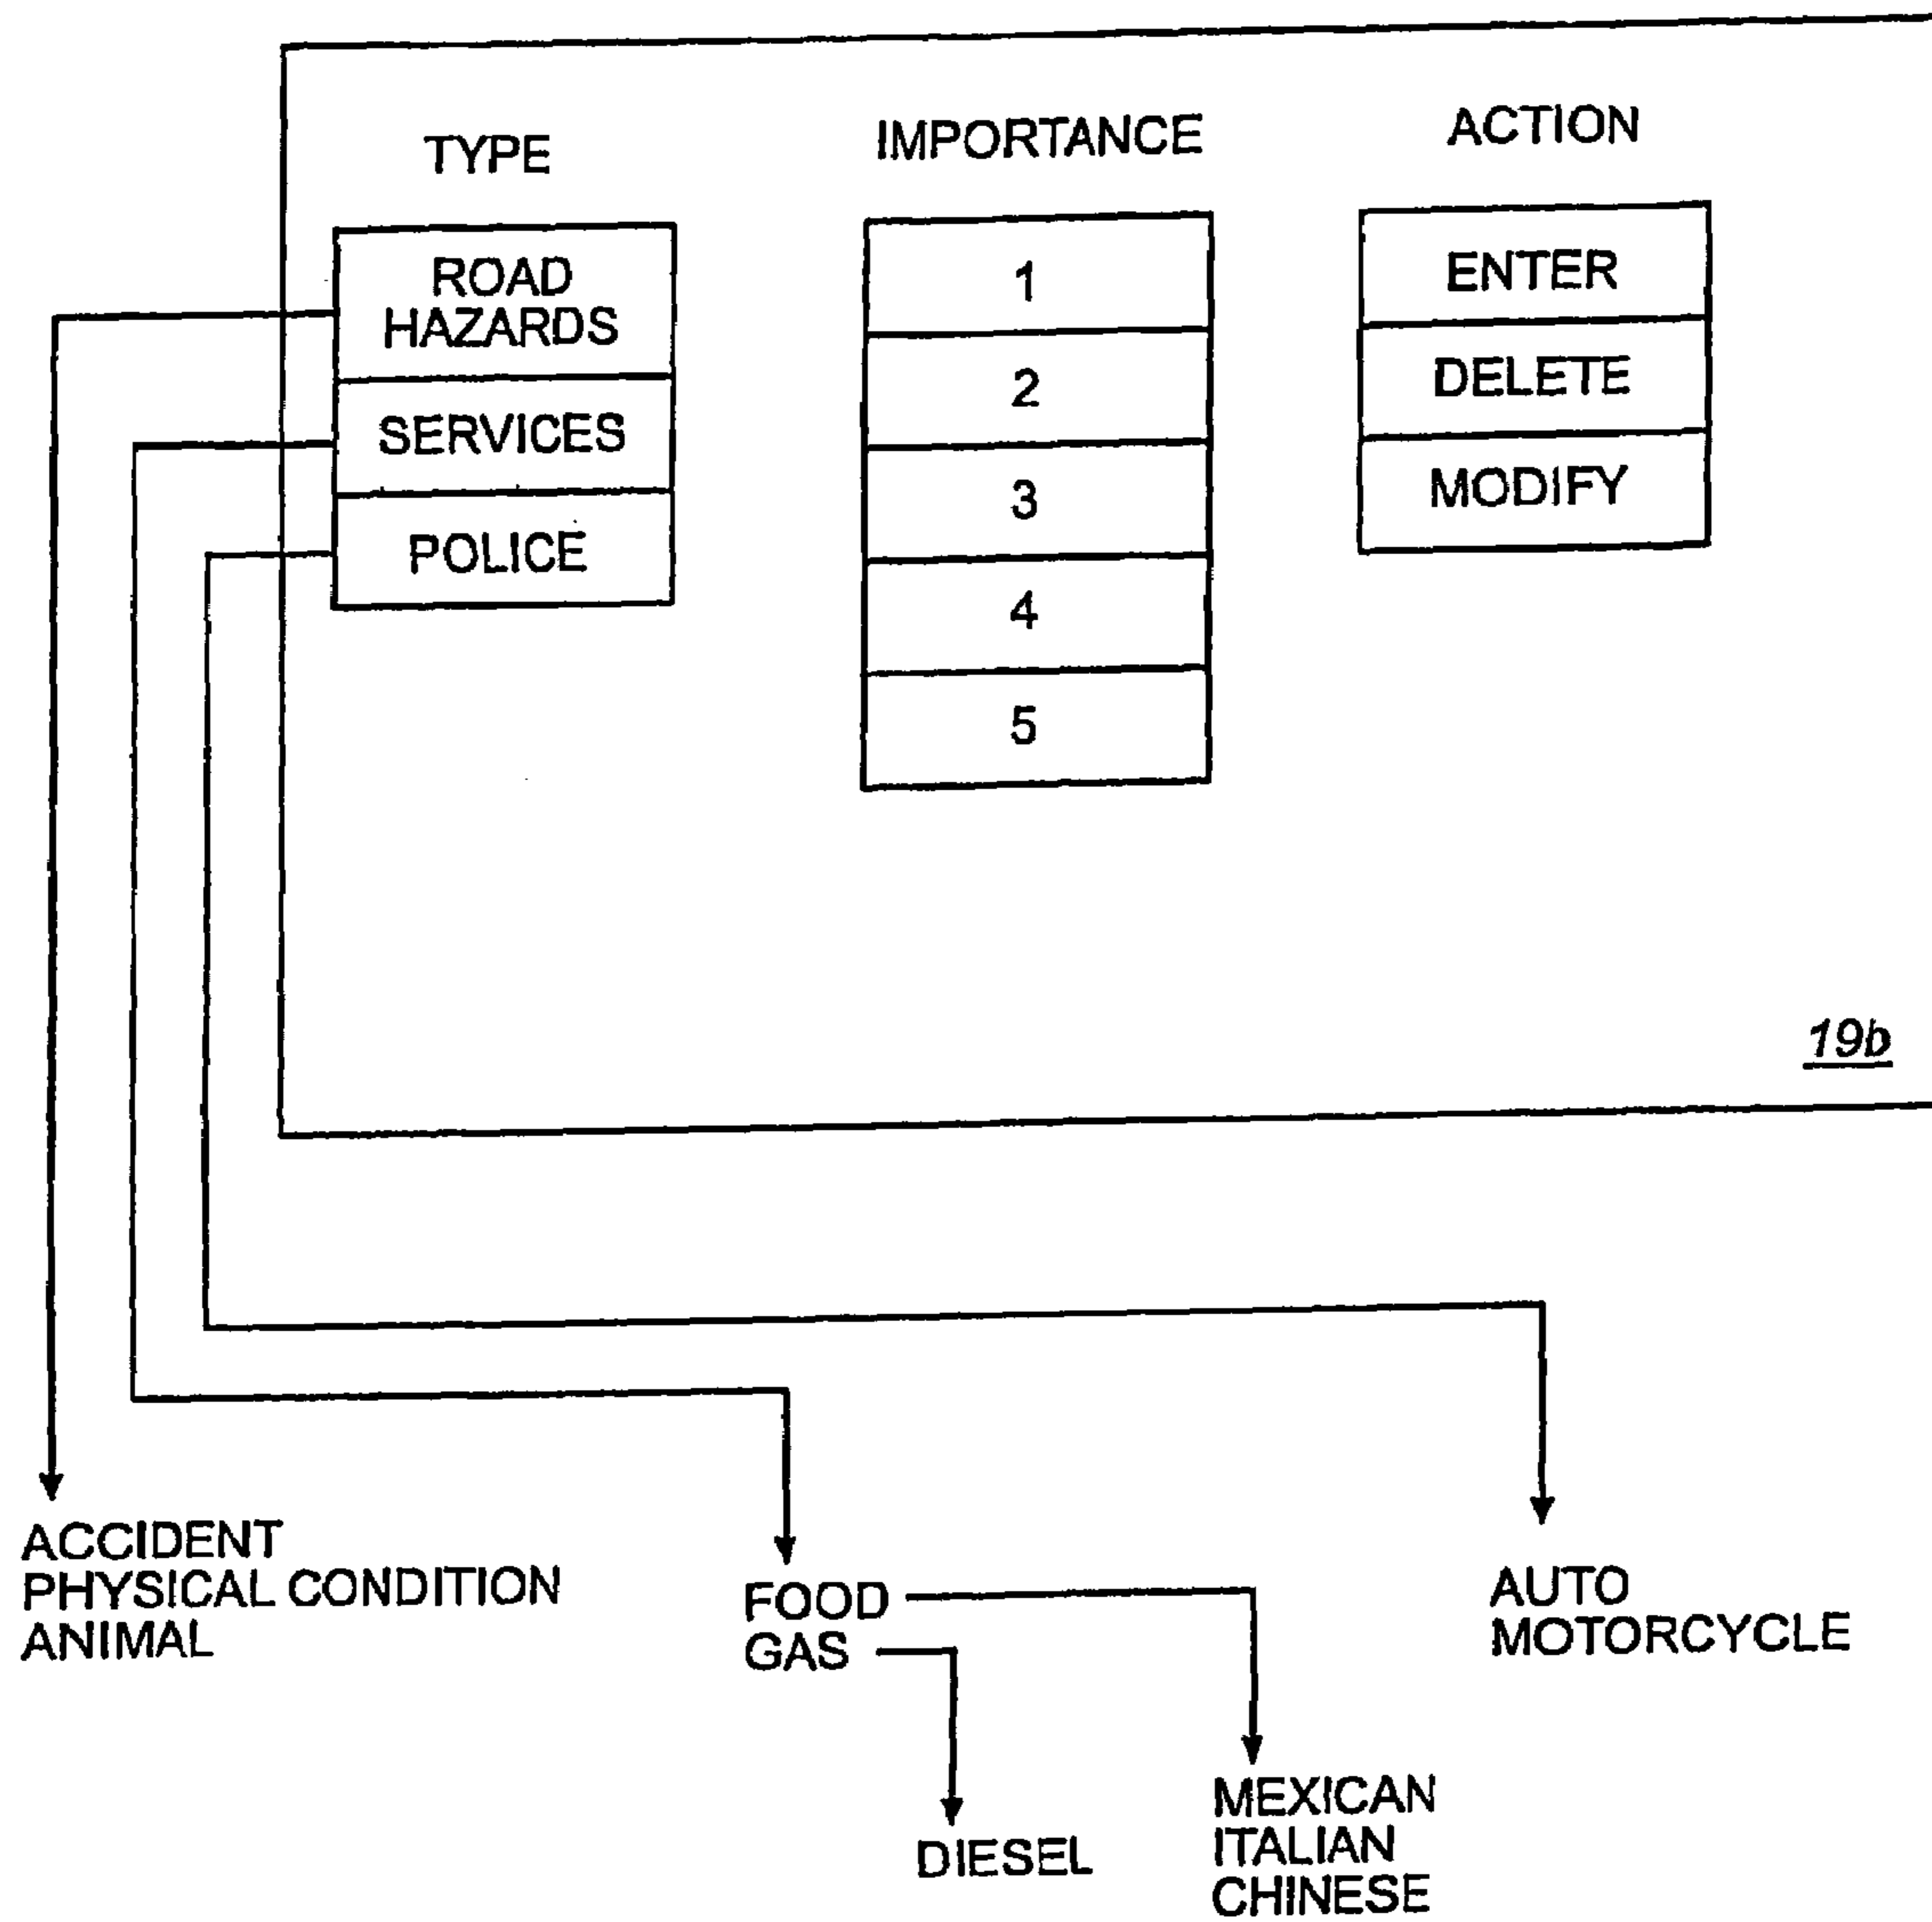 TYPE
IMPORTANCE
ACTION
ROAD
HAZARDS
SERVICES
POLICE
1
2
3
4
5
ENTER
DELETE
MODIFY
19b
ACCIDENT
PHYSICAL CONDITION
ANIMAL
FOOD
GAS
AUTO
MOTORCYCLE
DIESEL
MEXICAN
ITALIAN
CHINESE